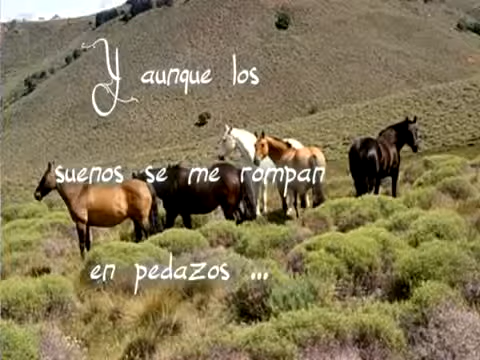 Y aunque los
suenos se me rompan
en pedazos ...